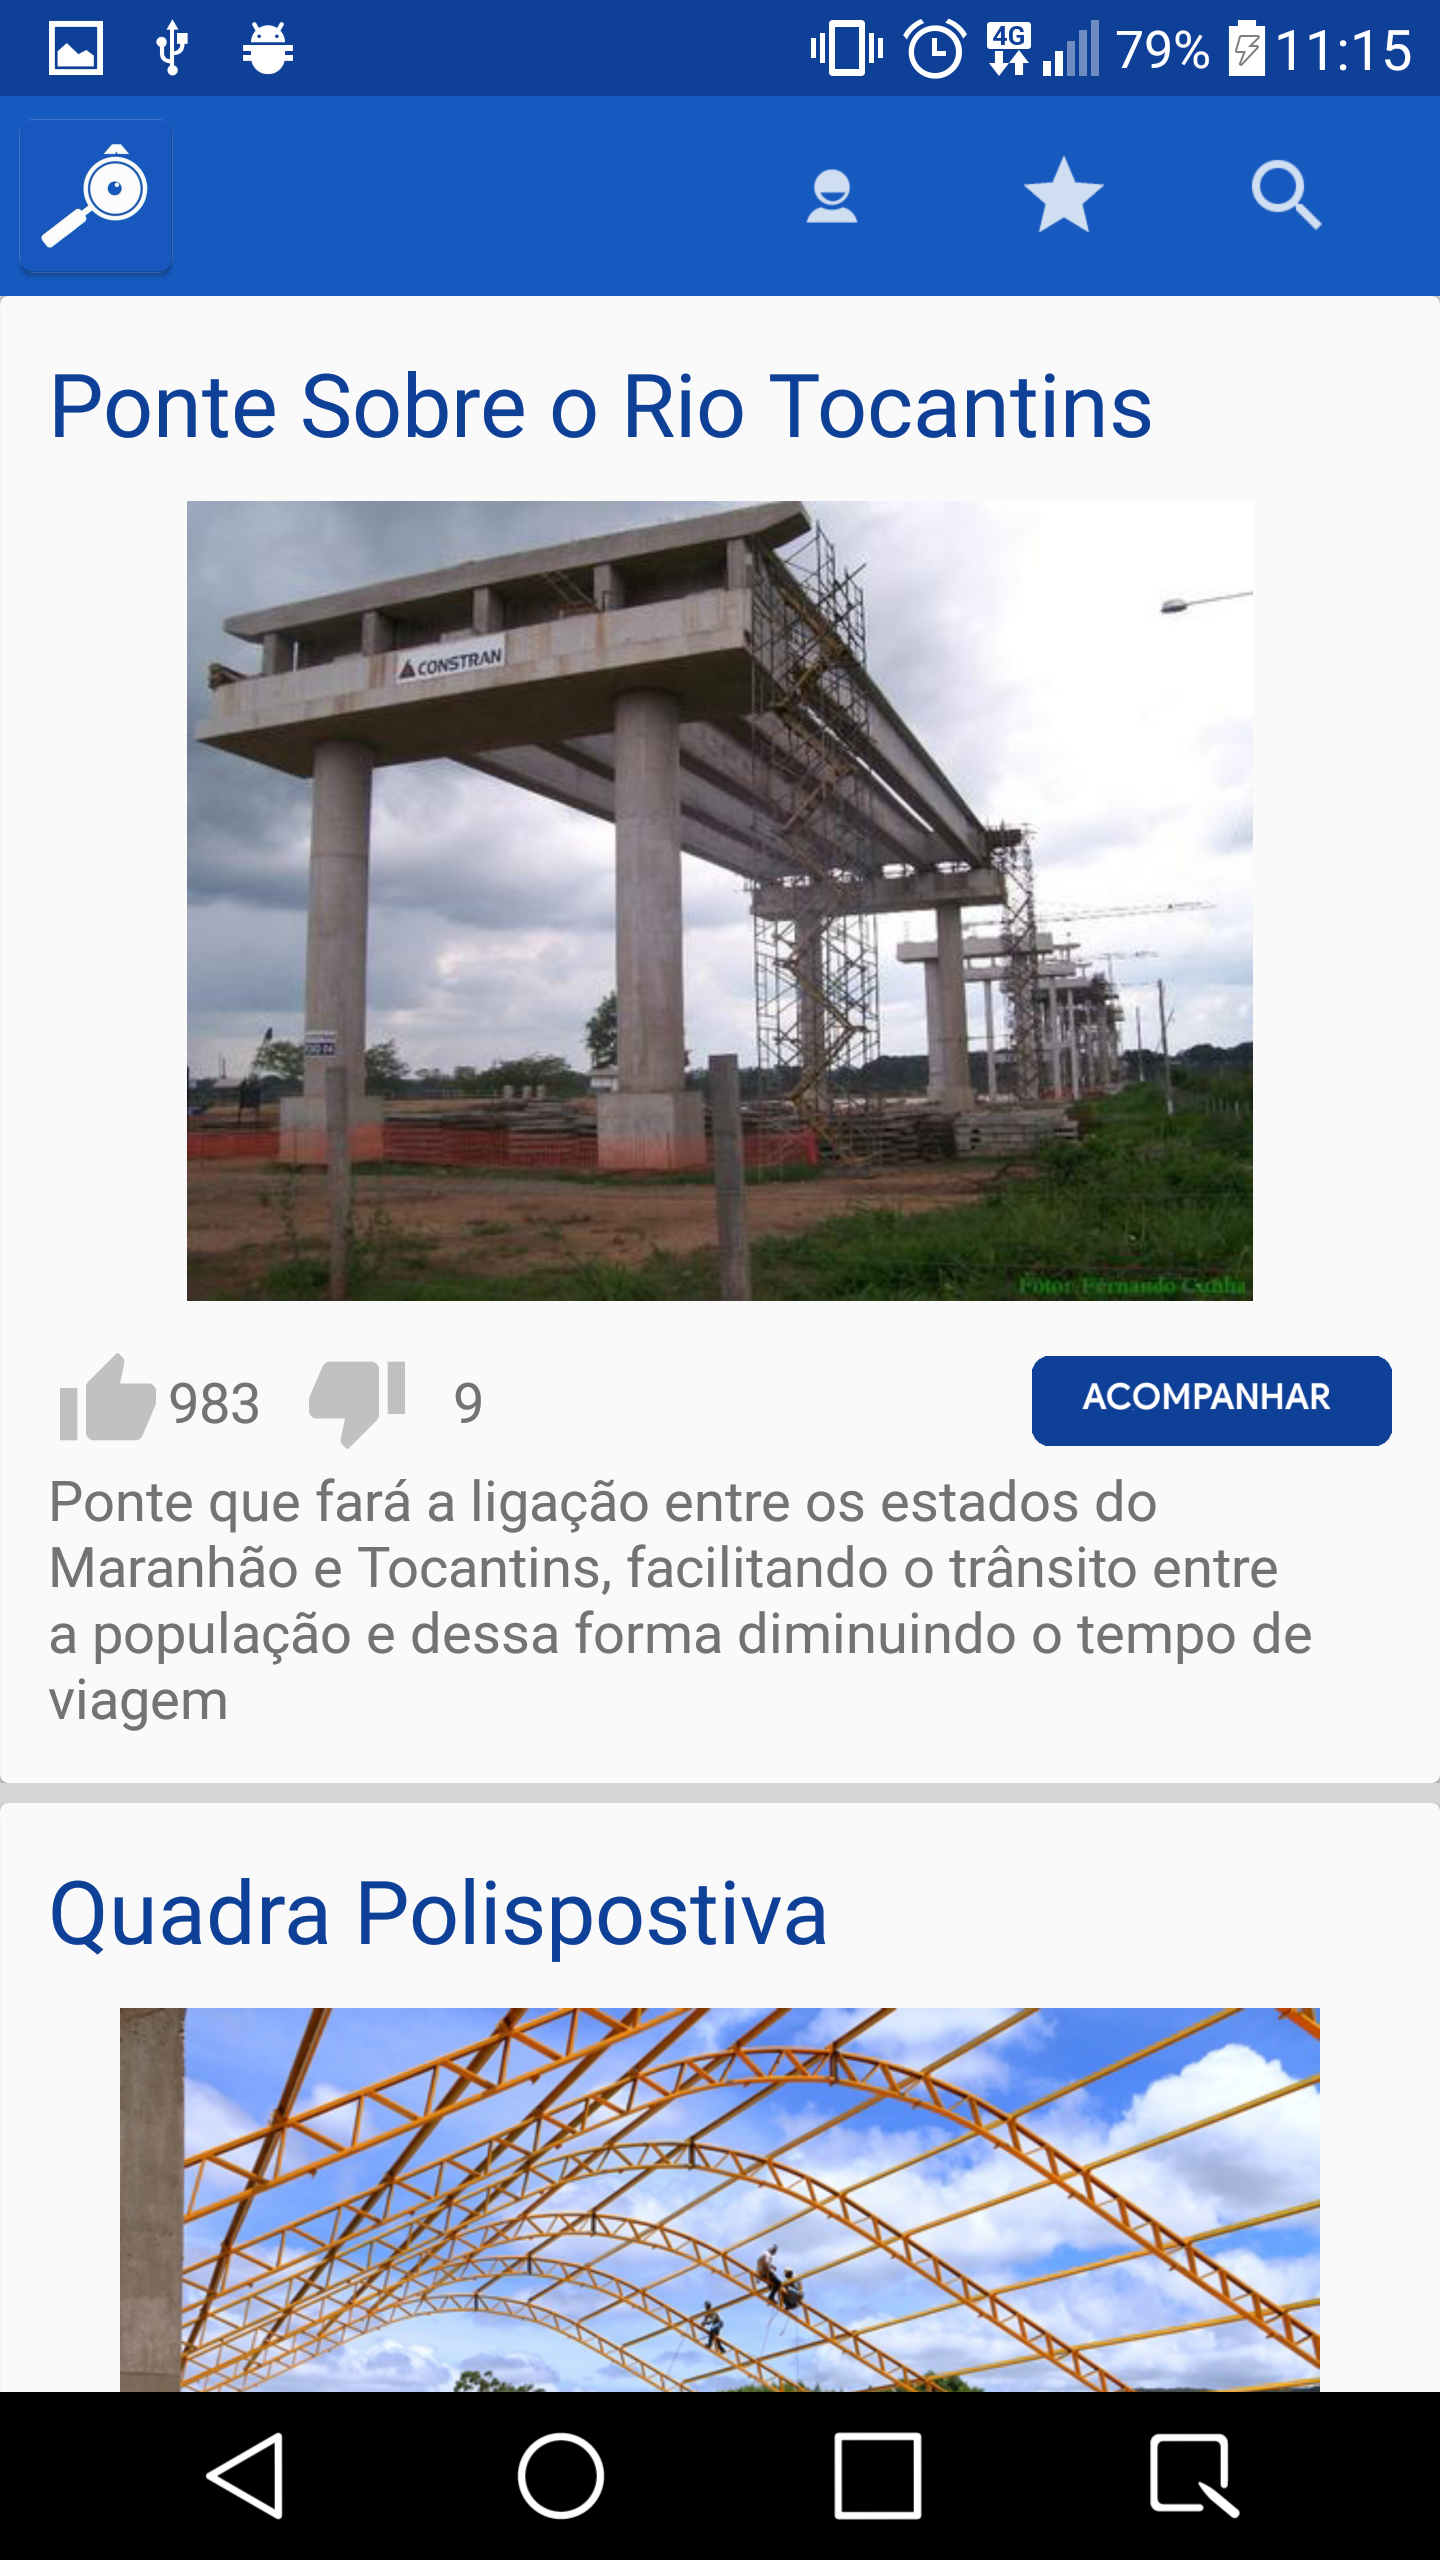 4G 79% 11:15
Ponte Sobre o Rio Tocantins
CONSTRAN
Foto: Fernando Cunha
983 9 ACOMPANHAR
Ponte que fará a ligação entre os estados do
Maranhão e Tocantins, facilitando o trânsito entre
a população e dessa forma diminuindo o tempo de
viagem
Quadra Polispostiva